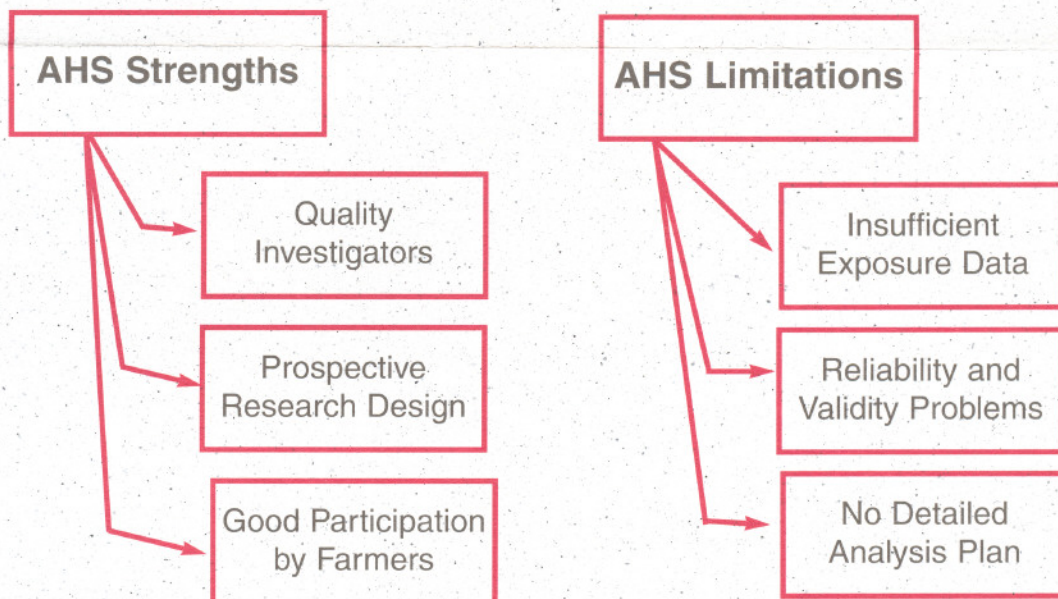 AHS Strengths
Quality
Investigators
Prospective
Research Design
Good Participation
by Farmers
AHS Limitations
Insufficient
Exposure Data
Reliability and
Validity Problems
No Detailed
Analysis Plan